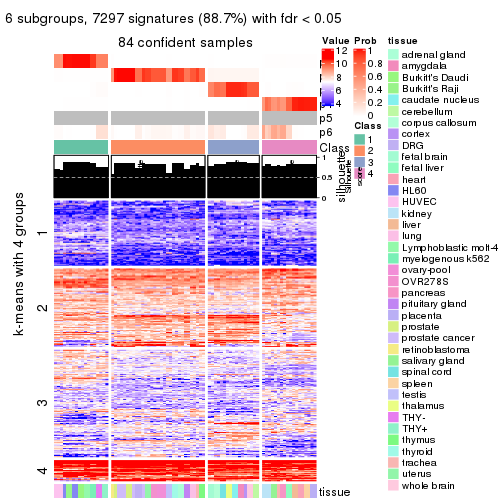 6 subgroups, 7297 signatures (88.7%) with fdr < 0.05
84 confident samples
k-means with 4 groups
1
2
3
4
p5
p6
Class
silhouette
1
0.5
0
tissue
Value
12
10
8
6
4
Prob
1
0.8
0.6
0.4
0.2
0
Class
1
2
3
4
tissue
adrenal gland
amygdala
Burkitt's Daudi
Burkitt's Raji
caudate nucleus
cerebellum
corpus callosum
cortex
DRG
fetal brain
fetal liver
heart
HL60
HUVEC
kidney
liver
lung
Lymphoblastic molt-4
myelogenous k562
ovary-pool
OVR278S
pancreas
pituitary gland
placenta
prostate
prostate cancer
retinoblastoma
salivary gland
spinal cord
spleen
testis
thalamus
THY-
THY+
thymus
thyroid
trachea
uterus
whole brain